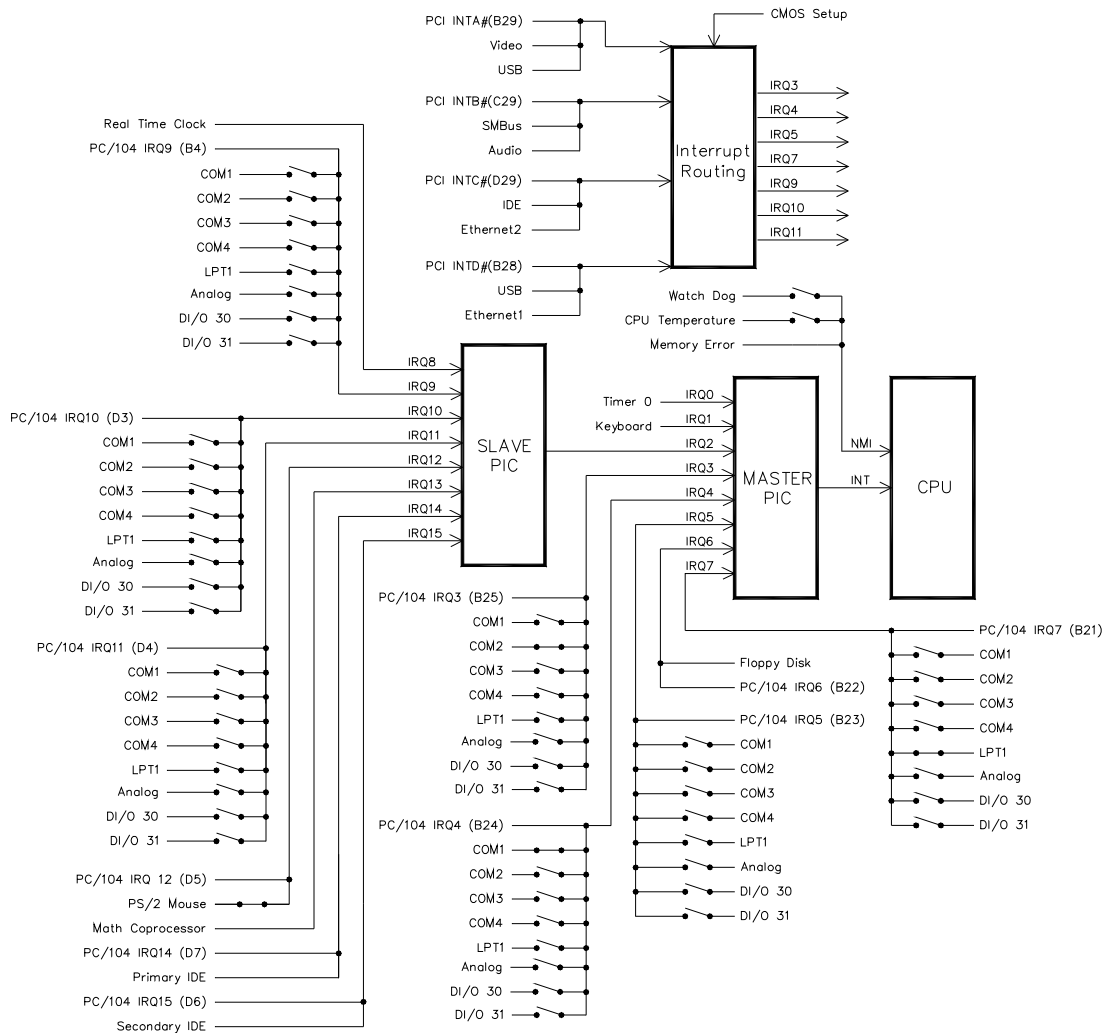 CMOS Setup
PCI INTA#(B29)
Video
USB
PCI INTB#(C29)
SMBus
Audio
PCI INTC#(D29)
IDE
Ethernet2
PCI INTD#(B28)
USB
Ethernet1
Interrupt
Routing
IRQ3
IRQ4
IRQ5
IRQ7
IRQ9
IRQ10
IRQ11
Real Time Clock
PC/104 IRQ9 (B4)
COM1
COM2
COM3
COM4
LPT1
Analog
DI/O 30
DI/O 31
Watch Dog
CPU Temperature
Memory Error
IRQ8
IRQ9
IRQ10
IRQ11
IRQ12
IRQ13
IRQ14
IRQ15
SLAVE
PIC
Timer 0
Keyboard
IRQ0
IRQ1
IRQ2
IRQ3
IRQ4
IRQ5
IRQ6
IRQ7
MASTER
PIC
NMI
INT
CPU
PC/104 IRQ10 (D3)
COM1
COM2
COM3
COM4
LPT1
Analog
DI/O 30
DI/O 31
PC/104 IRQ11 (D4)
COM1
COM2
COM3
COM4
LPT1
Analog
DI/O 30
DI/O 31
PC/104 IRQ 12 (D5)
PS/2 Mouse
Math Coprocessor
PC/104 IRQ14 (D7)
Primary IDE
PC/104 IRQ15 (D6)
Secondary IDE
PC/104 IRQ3 (B25)
COM1
COM2
COM3
COM4
LPT1
Analog
DI/O 30
DI/O 31
PC/104 IRQ4 (B24)
COM1
COM2
COM3
COM4
LPT1
Analog
DI/O 30
DI/O 31
Floppy Disk
PC/104 IRQ6 (B22)
PC/104 IRQ5 (B23)
COM1
COM2
COM3
COM4
LPT1
Analog
DI/O 30
DI/O 31
PC/104 IRQ7 (B21)
COM1
COM2
COM3
COM4
LPT1
Analog
DI/O 30
DI/O 31